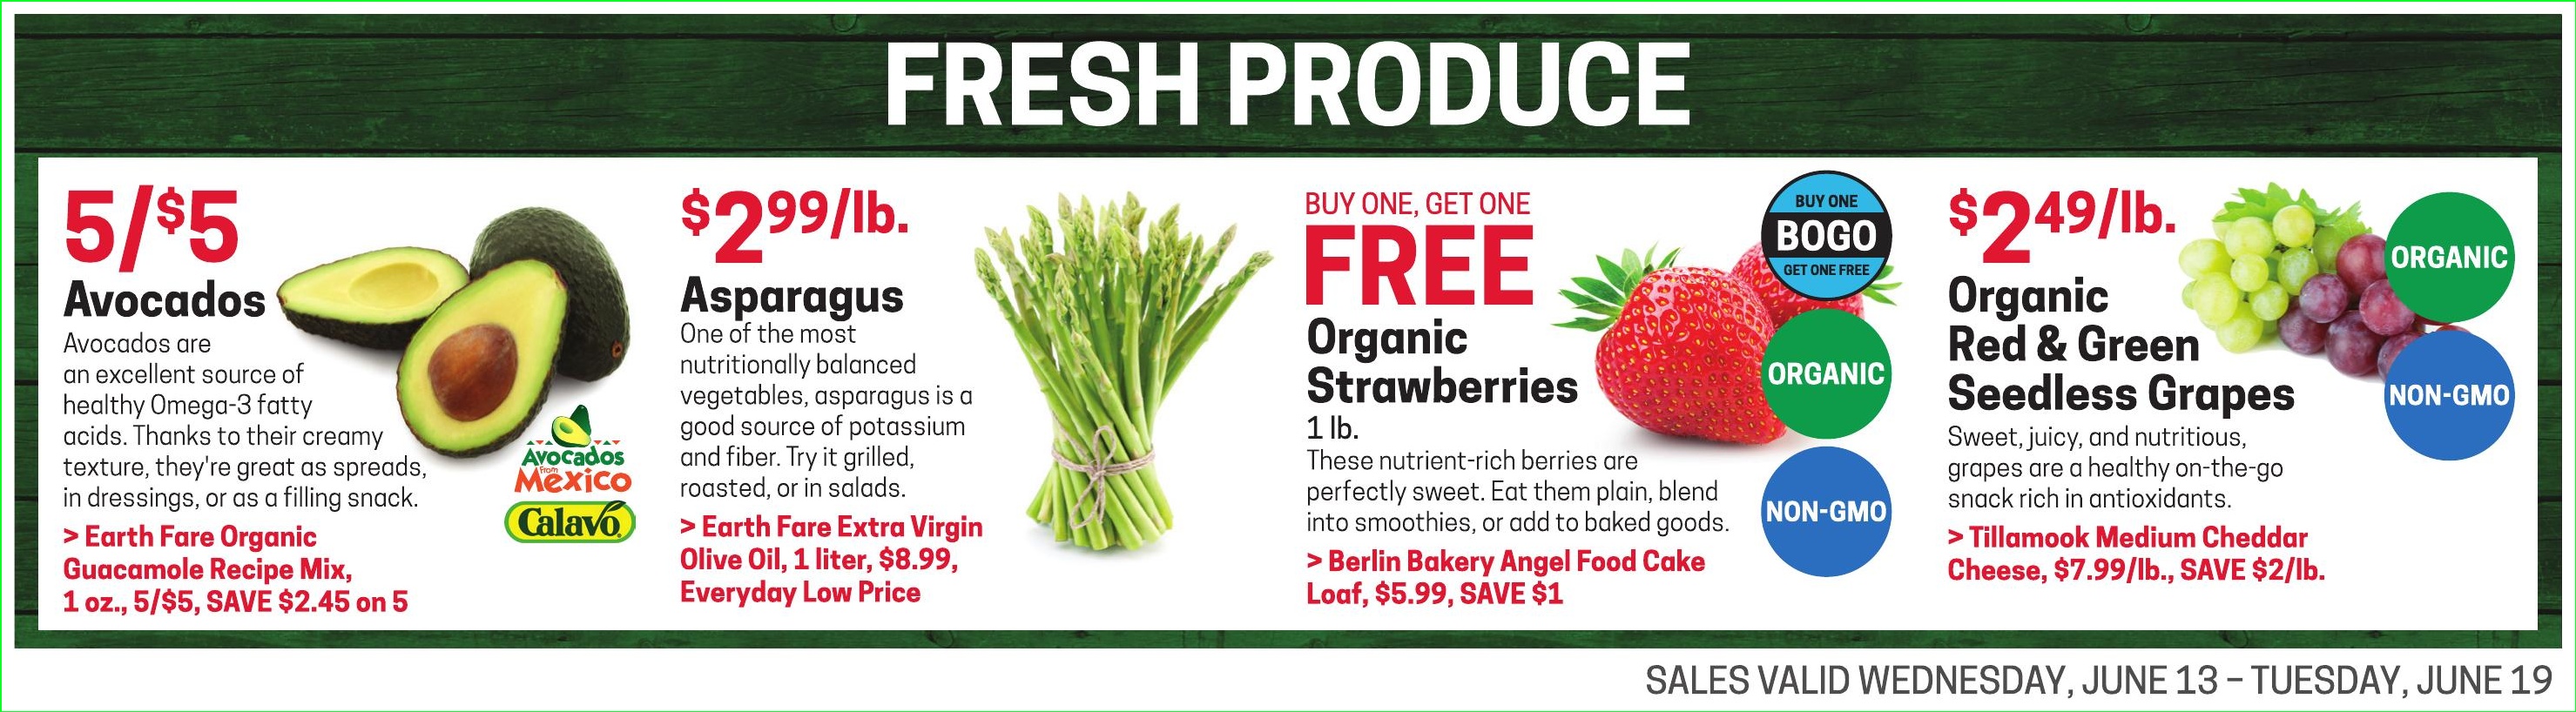 FRESH PRODUCE
5/$5
Avocados
Avocados are
an excellent source of
healthy Omega-3 fatty
acids. Thanks to their creamy
texture, they're great as spreads,
in dressings, or as a filling snack.
> Earth Fare Organic
Guacamole Recipe Mix,
1 oz., 5/$5, SAVE $2.45 on 5
Avocados
From
Mexico
Calavo
$2 99/lb.
Asparagus
One of the most
nutritionally balanced
vegetables, asparagus is a
good source of potassium
and fiber. Try it grilled,
roasted, or in salads.
> Earth Fare Extra Virgin
Olive Oil, 1 liter, $8.99,
Everyday Low Price
BUY ONE, GET ONE
FREE
Organic
Strawberries
1 lb.
These nutrient-rich berries are
perfectly sweet. Eat them plain, blend
into smoothies, or add to baked goods.
> Berlin Bakery Angel Food Cake
Loaf, $5.99, SAVE $1
BUY ONE
BOGO
GET ONE FREE
ORGANIC
NON-GMO
$2 49/lb.
Organic
Red & Green
Seedless Grapes
Sweet, juicy, and nutritious,
grapes are a healthy on-the-go
snack rich in antioxidants.
> Tillamook Medium Cheddar
Cheese, $7.99/lb., SAVE $2/lb.
ORGANIC
NON-GMO
SALES VALID WEDNESDAY, JUNE 13 – TUESDAY, JUNE 19